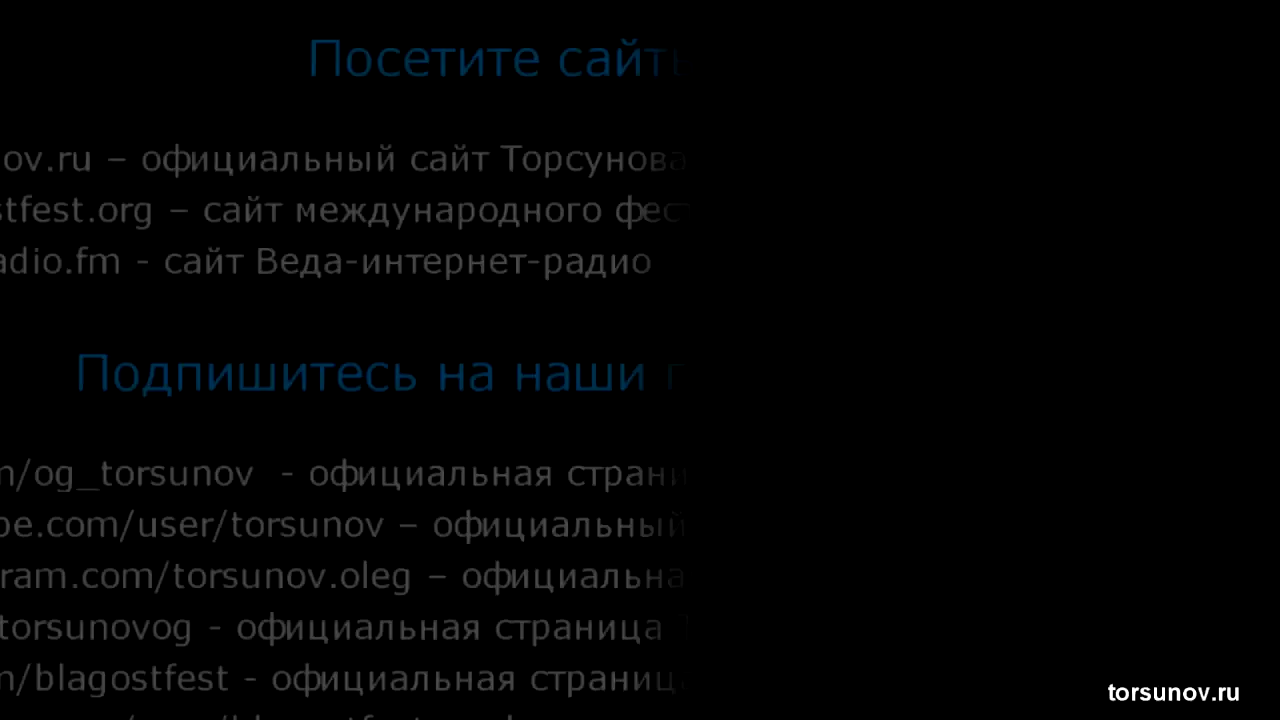 Посетите сайты
ov.ru – официальный сайт Торсунова
stfest.org – сайт международного фес
adio.fm - сайт Веда-интернет-радио
Подпишитесь на наши
n/og_torsunov - официальная страни
be.com/user/torsunov – официальный
ram.com/torsunov.oleg – официальна
torsunovog - официальная страница
n/blagostfest - официальная страниц
torsunov.ru